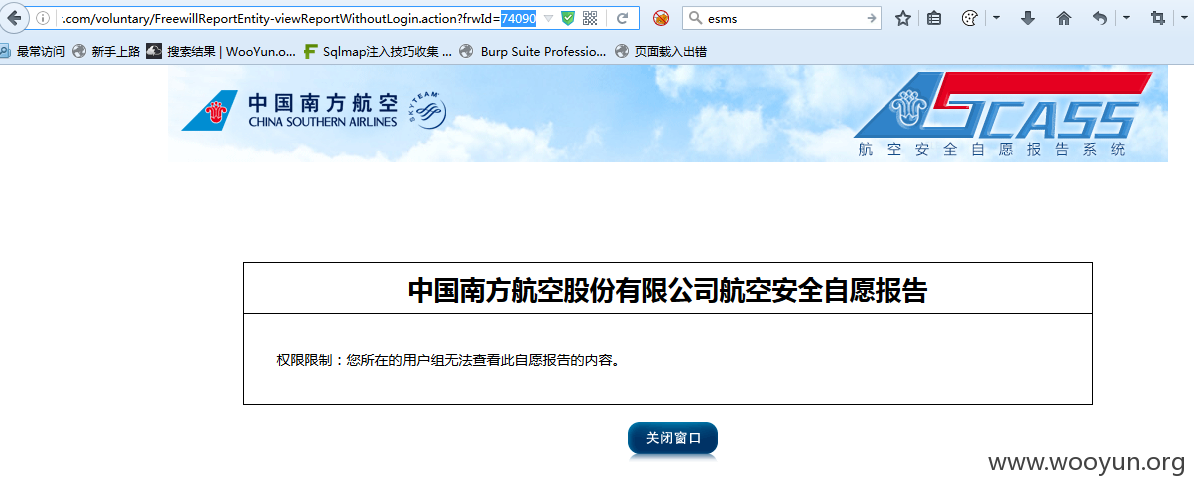 .com/voluntary/FreewillReportEntity-viewReportWithoutLogin.action?frwId=74090
esms
最常访问 新手上路 搜索结果 | WooYun.o... Sqlmap注入技巧收集 ... Burp Suite Professio... 页面载入出错
中国南方航空
CHINA SOUTHERN AIRLINES
SKYTEAM
SCASS
航空安全自愿报告系统
中国南方航空股份有限公司航空安全自愿报告
权限限制：您所在的用户组无法查看此自愿报告的内容。
关闭窗口
www.wooyun.org